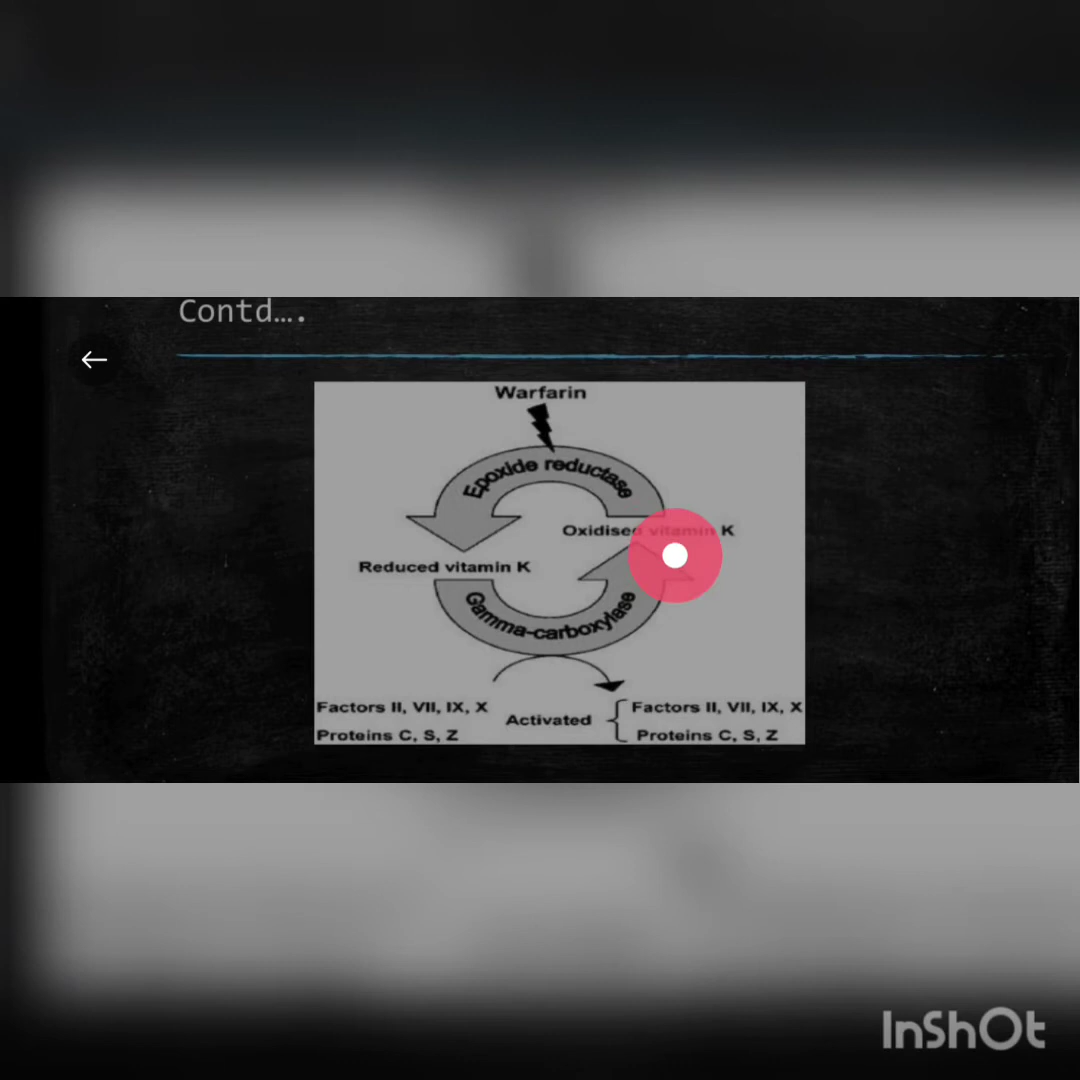 Contd….
Warfarin
Epoxide reductase
Oxidised vitamin K
Reduced vitamin K
Gamma-carboxylase
Factors II, VII, IX, X
Proteins C, S, Z
Activated
Factors II, VII, IX, X
Proteins C, S, Z
InShOt